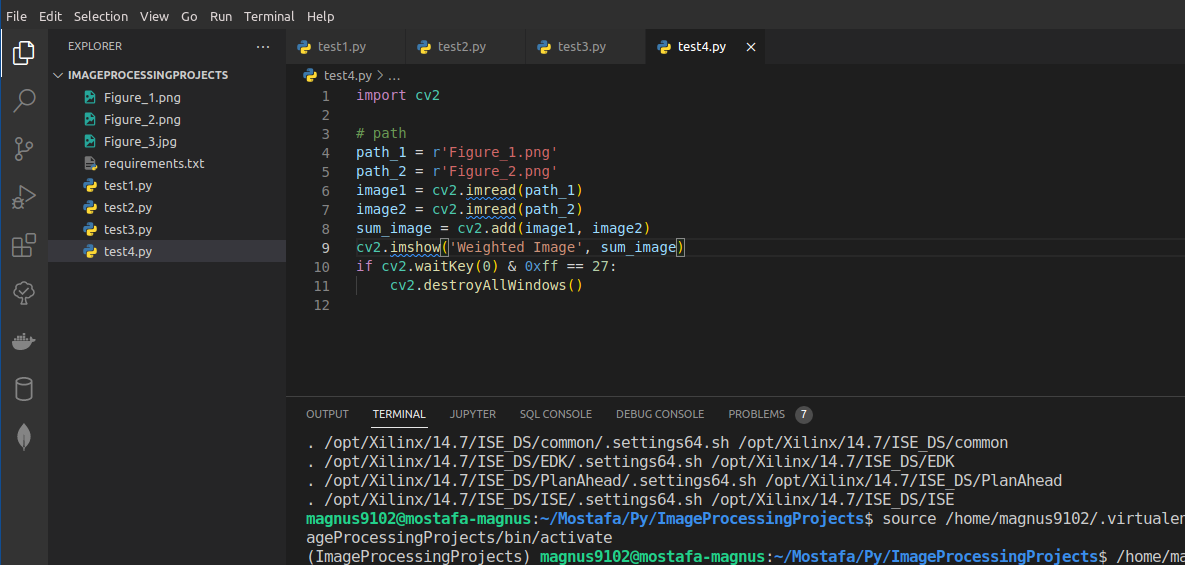 File Edit Selection View Go Run Terminal Help
EXPLORER ...
IMAGEPROCESSINGPROJECTS
Figure_1.png
Figure_2.png
Figure_3.jpg
requirements.txt
test1.py
test2.py
test3.py
test4.py
test1.py test2.py test3.py test4.py
test4.py > ...
1 import cv2
2
3 # path
4 path_1 = r'Figure_1.png'
5 path_2 = r'Figure_2.png'
6 image1 = cv2.imread(path_1)
7 image2 = cv2.imread(path_2)
8 sum_image = cv2.add(image1, image2)
9 cv2.imshow('Weighted Image', sum_image)
10 if cv2.waitKey(0) & 0xff == 27:
11     cv2.destroyAllWindows()
12
OUTPUT TERMINAL JUPYTER SQL CONSOLE DEBUG CONSOLE PROBLEMS 7
. /opt/Xilinx/14.7/ISE_DS/common/.settings64.sh /opt/Xilinx/14.7/ISE_DS/common
. /opt/Xilinx/14.7/ISE_DS/EDK/.settings64.sh /opt/Xilinx/14.7/ISE_DS/EDK
. /opt/Xilinx/14.7/ISE_DS/PlanAhead/.settings64.sh /opt/Xilinx/14.7/ISE_DS/PlanAhead
. /opt/Xilinx/14.7/ISE_DS/ISE/.settings64.sh /opt/Xilinx/14.7/ISE_DS/ISE
magnus9102@mostafa-magnus:~/Mostafa/Py/ImageProcessingProjects$ source /home/magnus9102/.virtualen
ageProcessingProjects/bin/activate
(ImageProcessingProjects) magnus9102@mostafa-magnus:~/Mostafa/Py/ImageProcessingProjects$ /home/ma